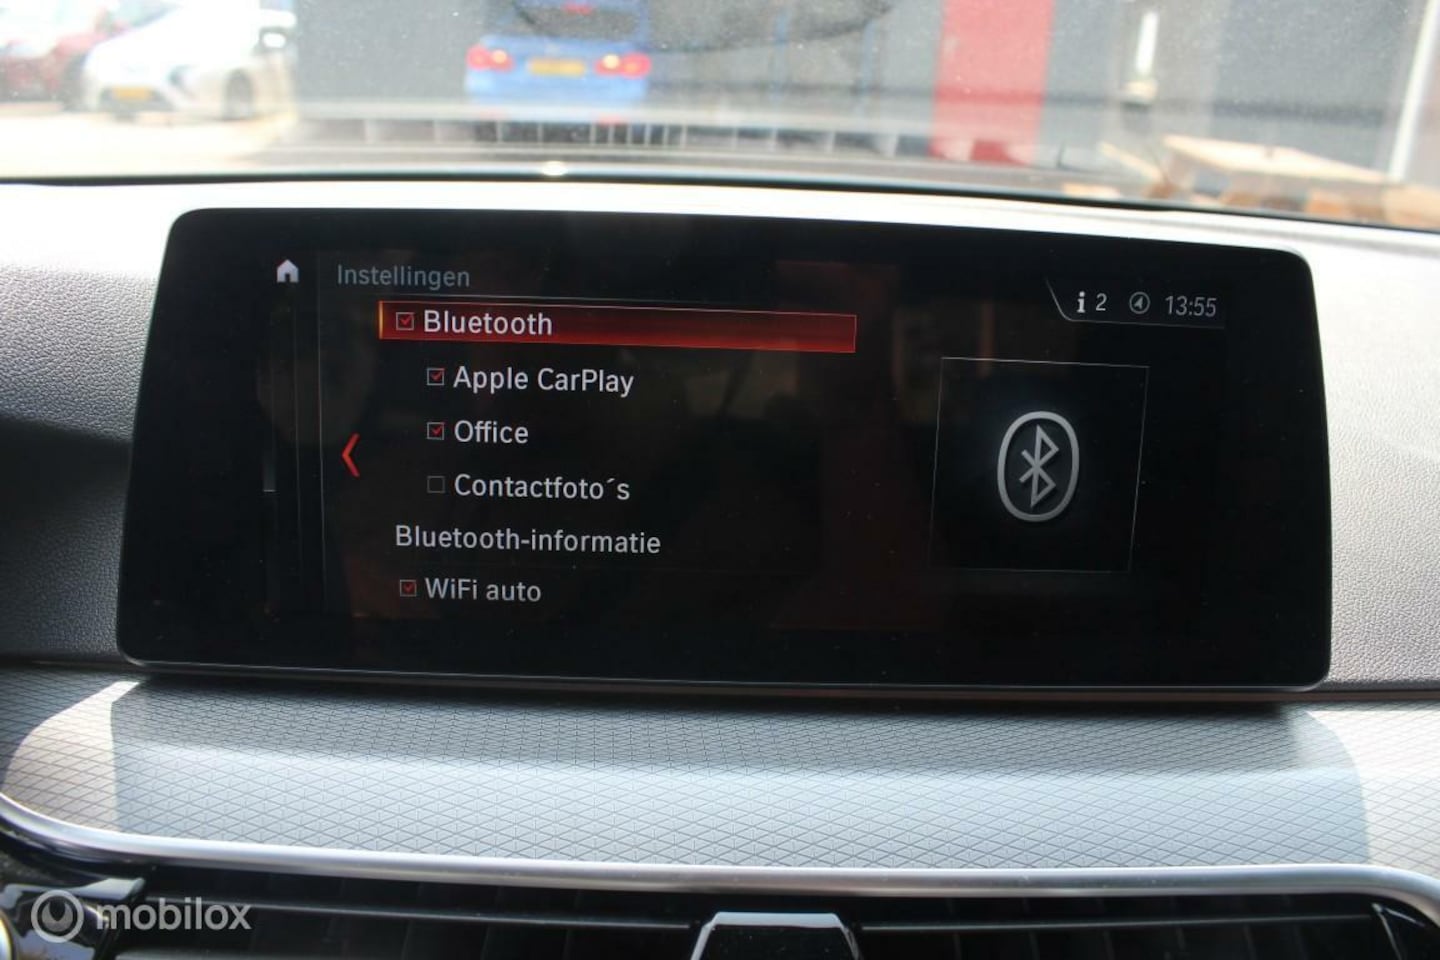 Instellingen
i 2 13:55
Bluetooth
Apple CarPlay
Office
Contactfoto´s
Bluetooth-informatie
WiFi auto
mobilox